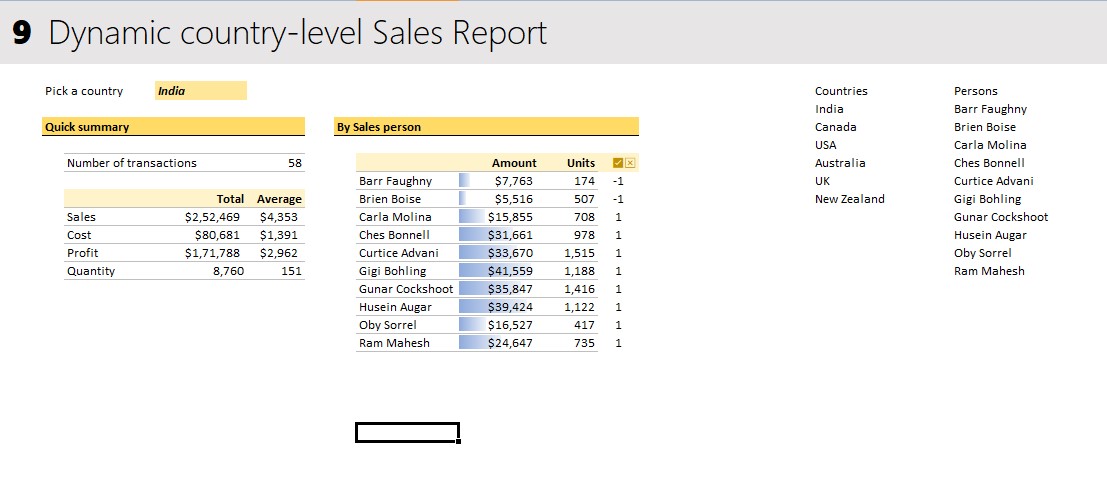 9 Dynamic country-level Sales Report
Pick a country India
Quick summary
Number of transactions 58
Total Average
Sales $2,52,469 $4,353
Cost $80,681 $1,391
Profit $1,71,788 $2,962
Quantity 8,760 151
By Sales person
Amount Units
Barr Faughny $7,763 174 -1
Brien Boise $5,516 507 -1
Carla Molina $15,855 708 1
Ches Bonnell $31,661 978 1
Curtice Advani $33,670 1,515 1
Gigi Bohling $41,559 1,188 1
Gunar Cockshoot $35,847 1,416 1
Husein Augar $39,424 1,122 1
Oby Sorrel $16,527 417 1
Ram Mahesh $24,647 735 1
Countries
India
Canada
USA
Australia
UK
New Zealand
Persons
Barr Faughny
Brien Boise
Carla Molina
Ches Bonnell
Curtice Advani
Gigi Bohling
Gunar Cockshoot
Husein Augar
Oby Sorrel
Ram Mahesh